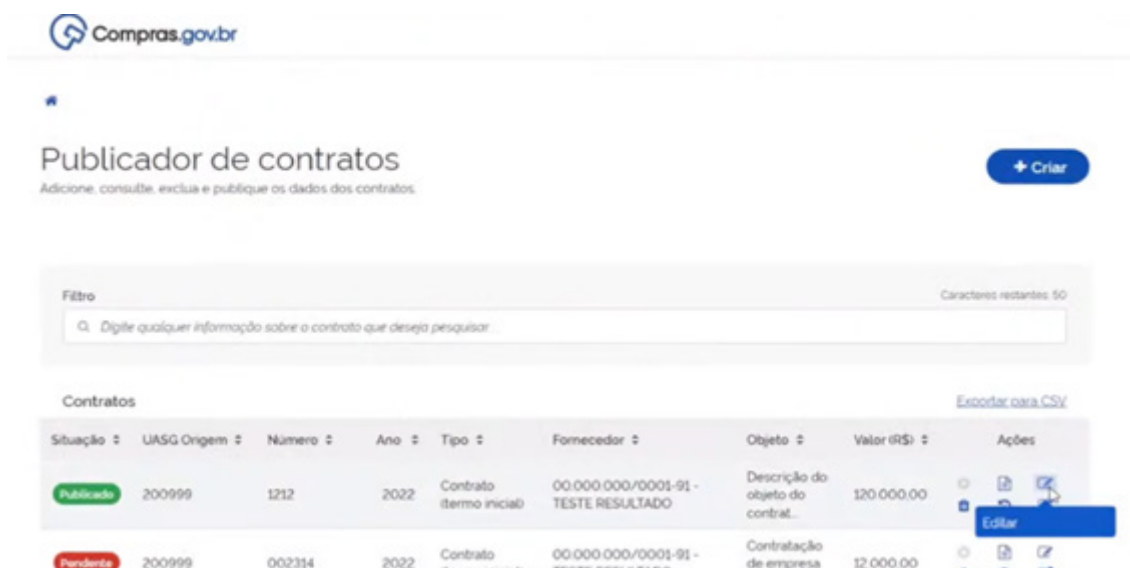 Compras.gov.br
Publicador de contratos
+ Criar
Adicione, consulte, exclua e publique os dados dos contratos.
Filtro
Caracteres restantes: 50
Digite qualquer informação sobre o contrato que deseja pesquisar
Contratos
Exportar para CSV
Situação UASG Origem Número Ano Tipo Fornecedor Objeto Valor (R$) Ações
Publicado 200999 1212 2022 Contrato (termo inicial) 00.000.000/0001-91 - TESTE RESULTADO Descrição do objeto do contrat... 120.000,00
Editar
Pendente 200999 002314 2022 Contrato 00.000.000/0001-91 - Contratação de empresa 12.000,00